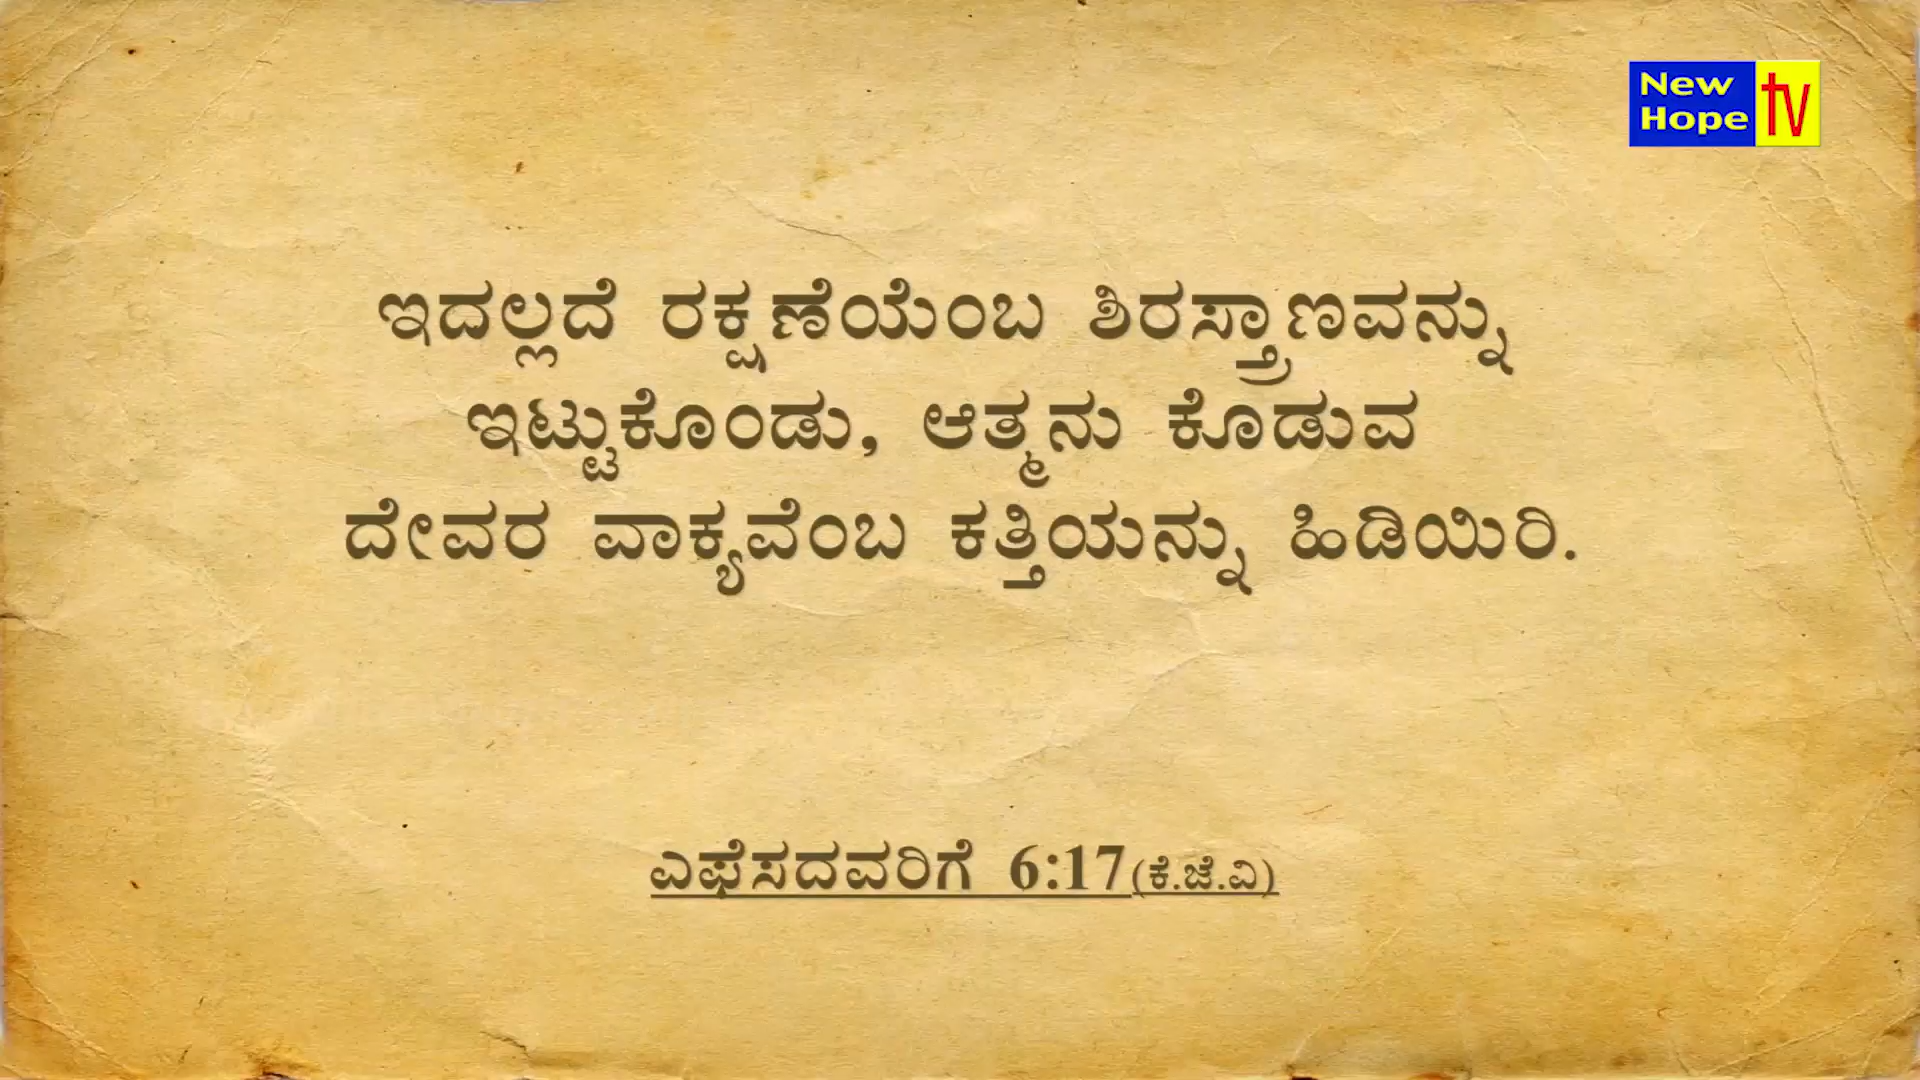 New
Hope tv
ಇದಲ್ಲದೆ ರಕ್ಷಣೆಯೆಂಬ ಶಿರಸ್ತ್ರಾಣವನ್ನು
ಇಟ್ಟುಕೊಂಡು, ಆತ್ಮನು ಕೊಡುವ
ದೇವರ ವಾಕ್ಯವೆಂಬ ಕತ್ತಿಯನ್ನು ಹಿಡಿಯಿರಿ.
ಎಫೆಸದವರಿಗೆ 6:17(ಕೆ.ಜೆ.ವಿ)